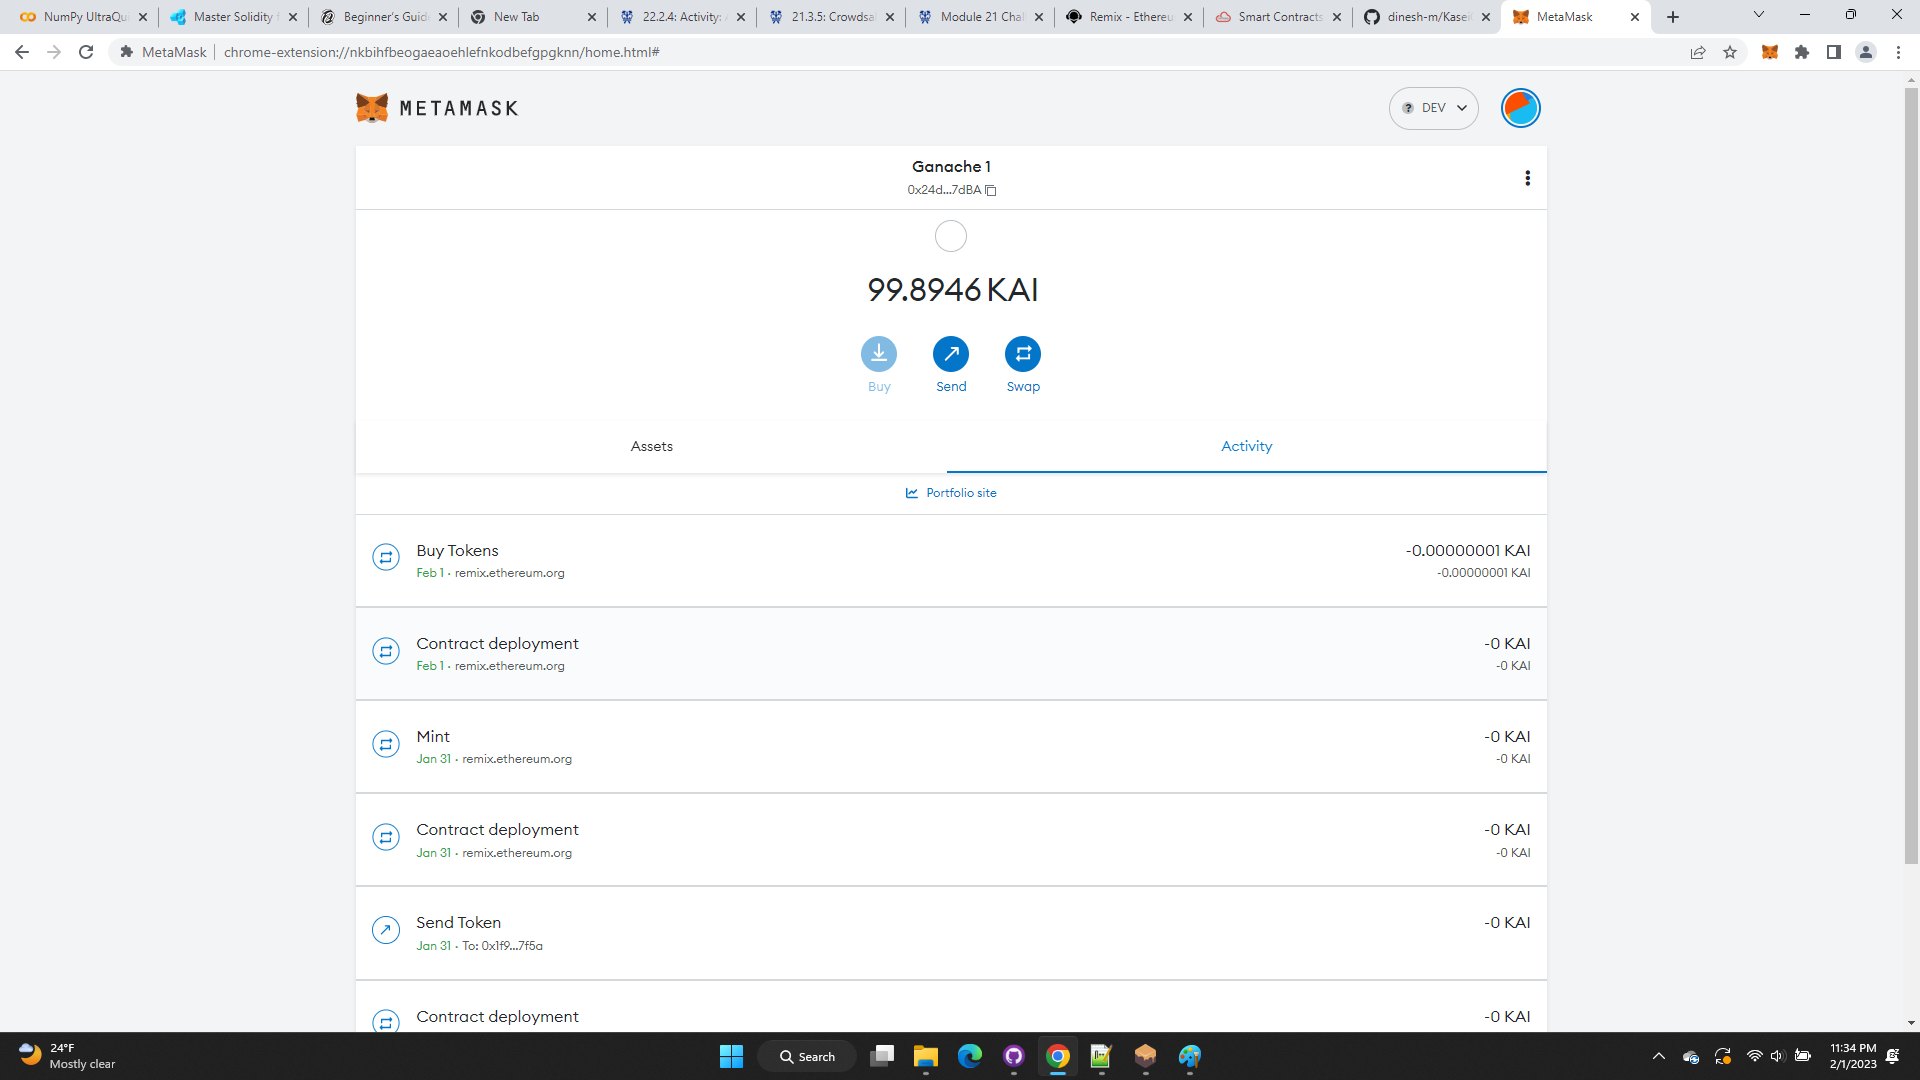 NumPy UltraQui
Master Solidity f
Beginner's Guid
New Tab
22.2.4: Activity: A
21.3.5: Crowdsal
Module 21 Chal
Remix - Ethereu
Smart Contracts
dinesh-m/KaseiC
MetaMask
MetaMask
chrome-extension://nkbihfbeogaeaoehlefnkodbefgpgknn/home.html#
METAMASK
? DEV
Ganache 1
0x24d...7dBA
99.8946 KAI
Buy
Send
Swap
Assets
Activity
Portfolio site
Buy Tokens
-0.00000001 KAI
Feb 1 · remix.ethereum.org
-0.00000001 KAI
Contract deployment
-0 KAI
Feb 1 · remix.ethereum.org
-0 KAI
Mint
-0 KAI
Jan 31 · remix.ethereum.org
-0 KAI
Contract deployment
-0 KAI
Jan 31 · remix.ethereum.org
-0 KAI
Send Token
-0 KAI
Jan 31 · To: 0x1f9...7f5a
Contract deployment
-0 KAI
24°F
Mostly clear
Search
11:34 PM
2/1/2023